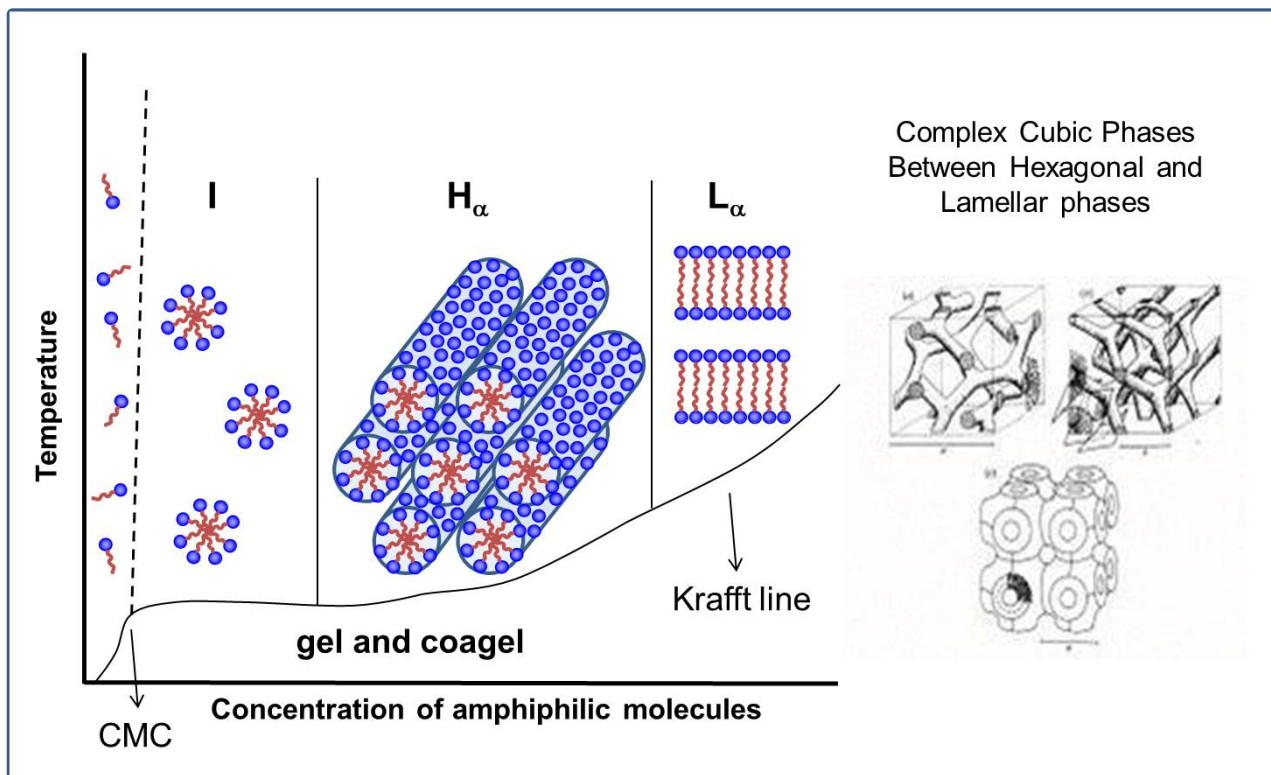 Complex Cubic Phases
Between Hexagonal and
Lamellar phases
I
Hα
Lα
Temperature
Krafft line
gel and coagel
Concentration of amphiphilic molecules
CMC